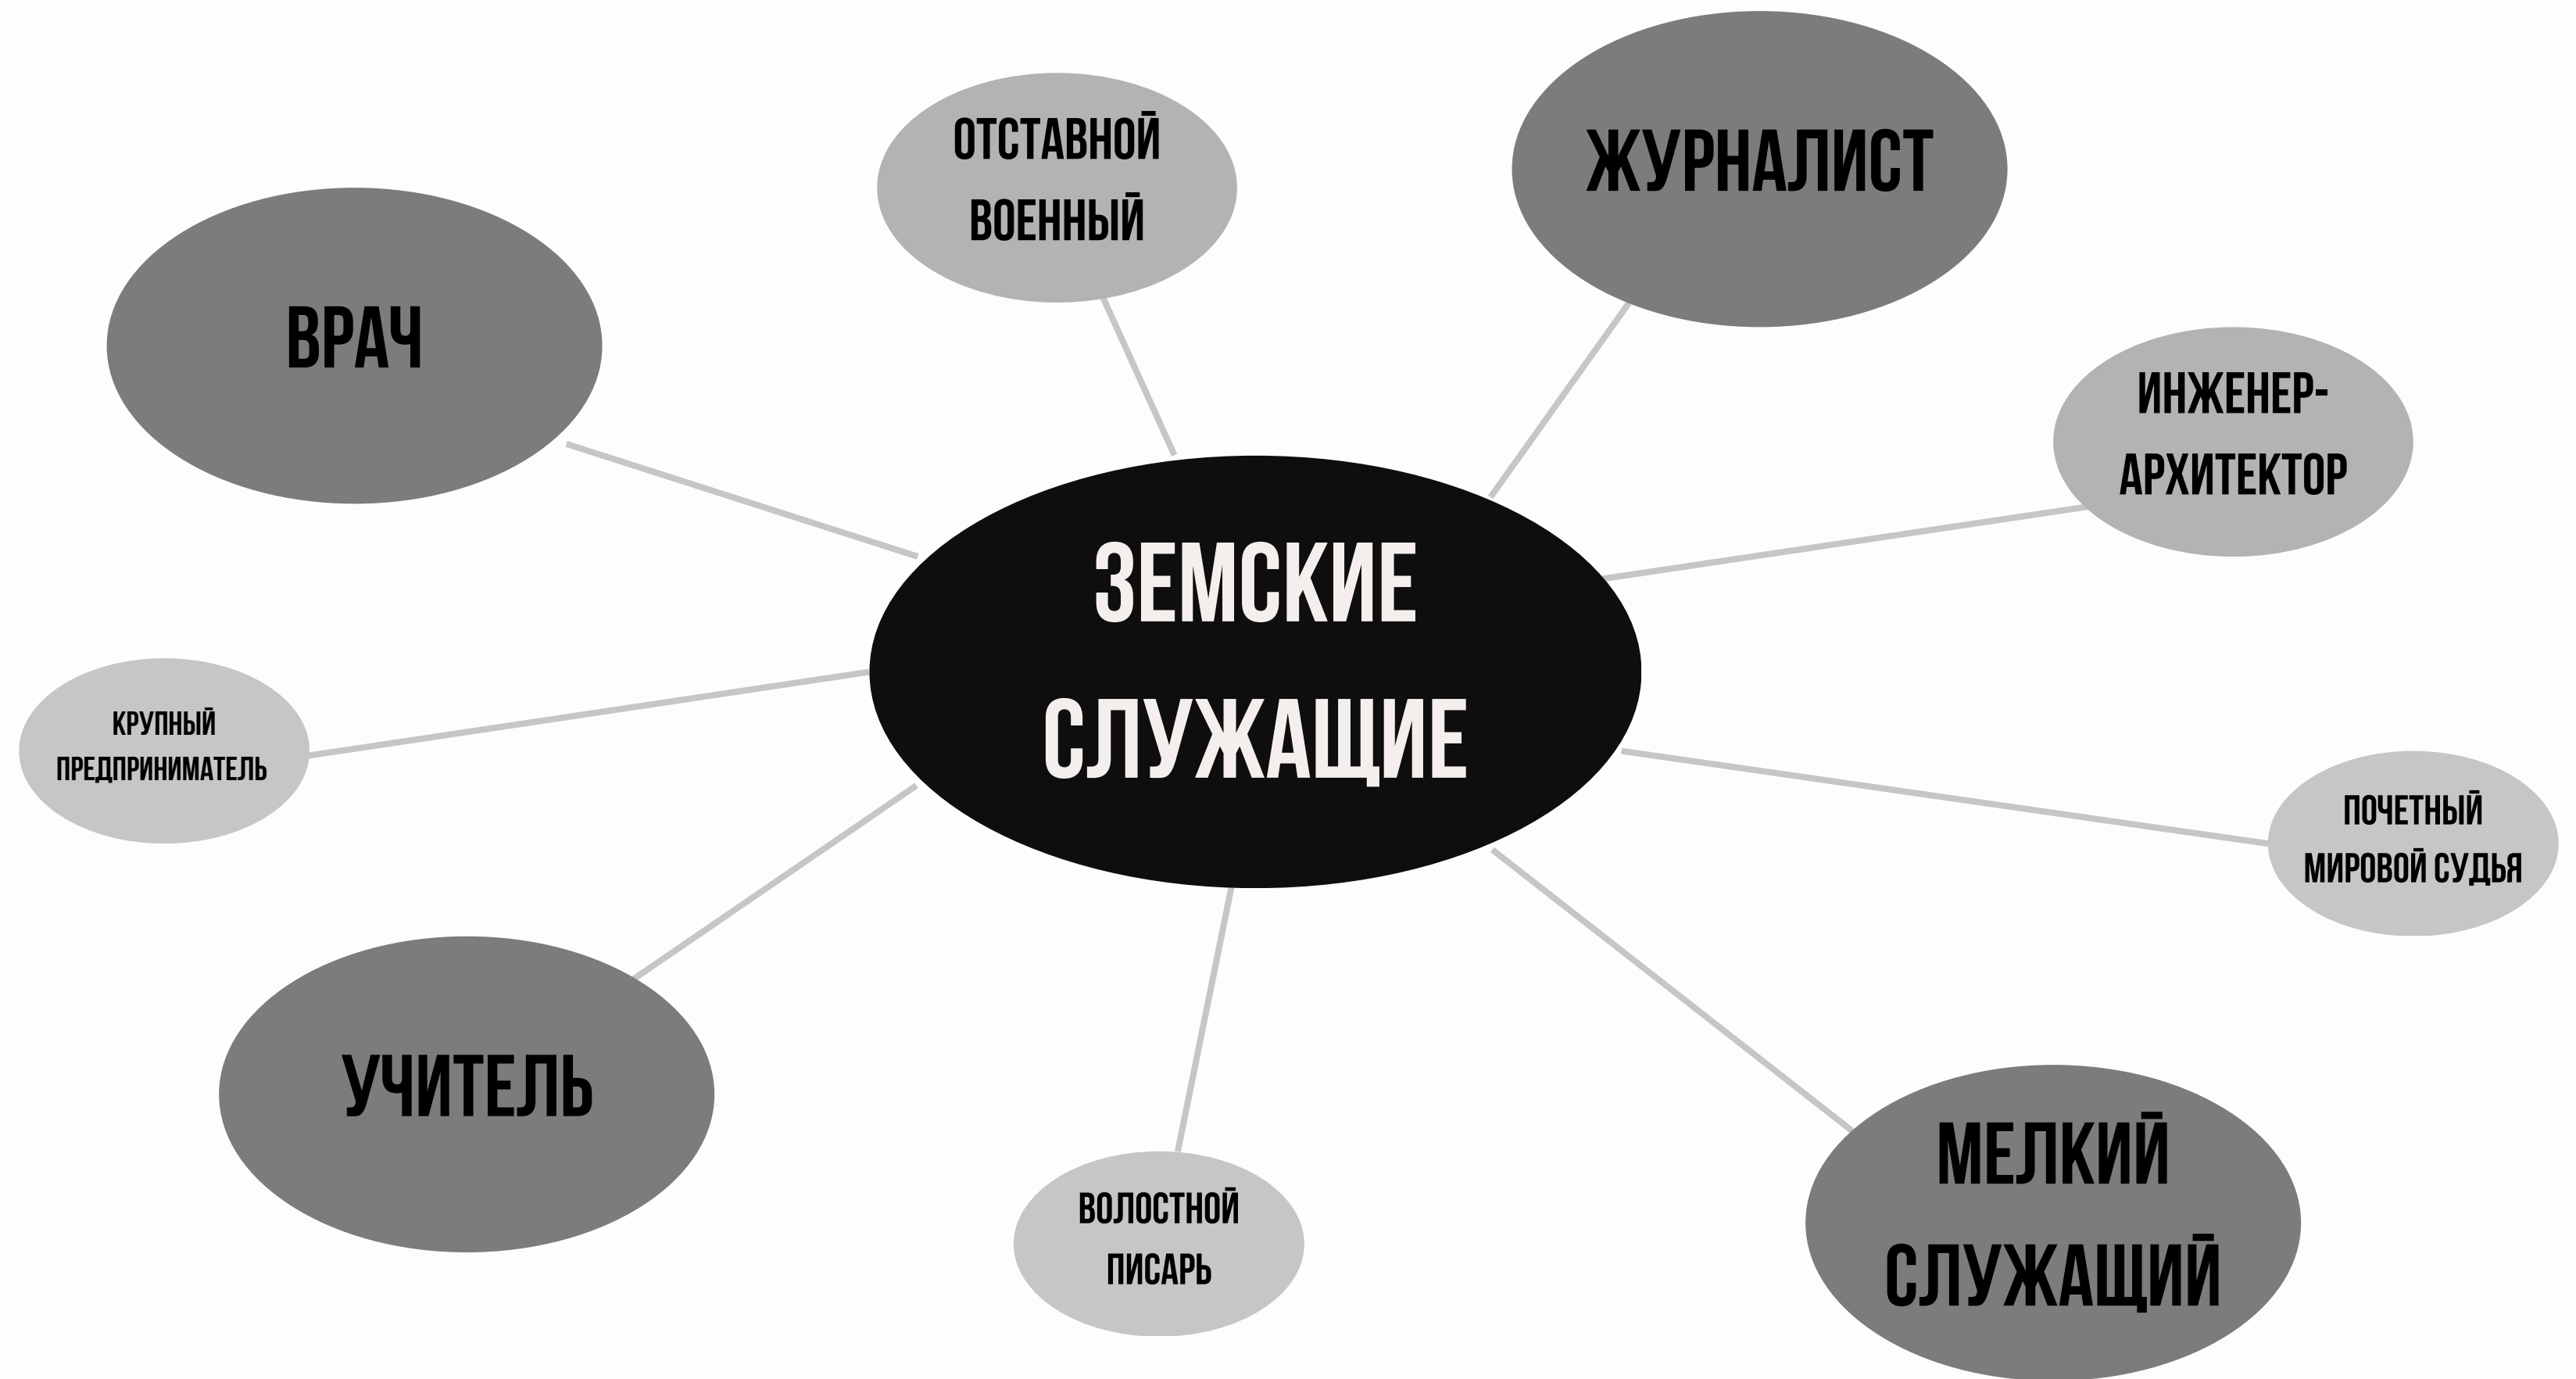 ЖУРНАЛИСТ
ОТСТАВНОЙ
ВОЕННЫЙ
ВРАЧ
ИНЖЕНЕР-
АРХИТЕКТОР
ЗЕМСКИЕ
СЛУЖАЩИЕ
КРУПНЫЙ
ПРЕДПРИНИМАТЕЛЬ
ПОЧЕТНЫЙ
МИРОВОЙ СУДЬЯ
УЧИТЕЛЬ
МЕЛКИЙ
СЛУЖАЩИЙ
ВОЛОСТНОЙ
ПИСАРЬ